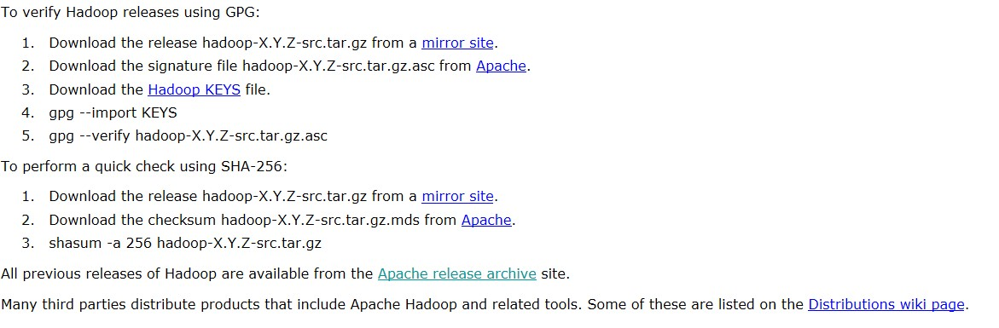 To verify Hadoop releases using GPG:
1. Download the release hadoop-X.Y.Z-src.tar.gz from a mirror site.
2. Download the signature file hadoop-X.Y.Z-src.tar.gz.asc from Apache.
3. Download the Hadoop KEYS file.
4. gpg --import KEYS
5. gpg --verify hadoop-X.Y.Z-src.tar.gz.asc
To perform a quick check using SHA-256:
1. Download the release hadoop-X.Y.Z-src.tar.gz from a mirror site.
2. Download the checksum hadoop-X.Y.Z-src.tar.gz.mds from Apache.
3. shasum -a 256 hadoop-X.Y.Z-src.tar.gz
All previous releases of Hadoop are available from the Apache release archive site.
Many third parties distribute products that include Apache Hadoop and related tools. Some of these are listed on the Distributions wiki page.